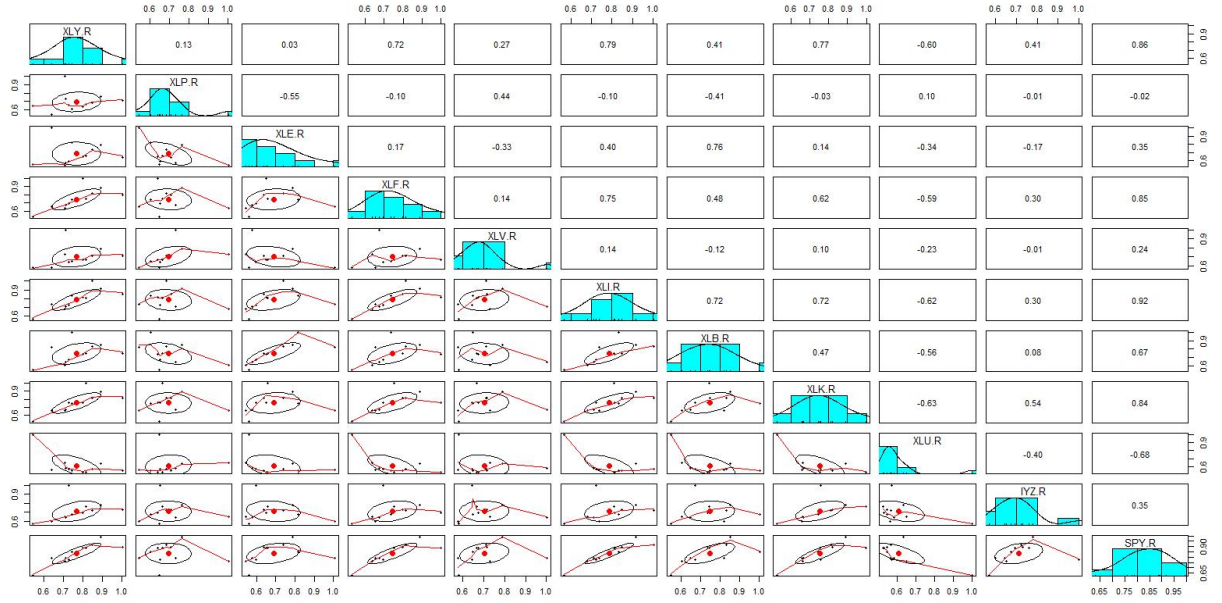 0.6 0.7 0.8 0.9 1.0 0.6 0.7 0.8 0.9 1.0 0.6 0.7 0.8 0.9 1.0 0.6 0.7 0.8 0.9 1.0 0.6 0.7 0.8 0.9 1.0
XLY.R 0.13 0.03 0.72 0.27 0.79 0.41 0.77 -0.60 0.41 0.86 0.6 0.9
0.6 0.9 XLP.R -0.55 -0.10 0.44 -0.10 -0.41 -0.03 0.10 -0.01 -0.02
XLE.R 0.17 -0.33 0.40 0.76 0.14 -0.34 -0.17 0.35 0.6 0.9
0.6 0.9 XLF.R 0.14 0.75 0.48 0.62 -0.59 0.30 0.85
XLV.R 0.14 -0.12 0.10 -0.23 -0.01 0.24 0.6 0.9
0.6 0.9 XLI.R 0.72 0.72 -0.62 0.30 0.92
XLB.R 0.47 -0.56 0.08 0.67 0.6 0.9
0.6 0.9 XLK.R -0.63 0.54 0.84
XLU.R -0.40 -0.68 0.6 0.9
0.6 0.9 IYZ.R 0.35
SPY.R 0.65 0.90
0.6 0.7 0.8 0.9 1.0 0.6 0.7 0.8 0.9 1.0 0.6 0.7 0.8 0.9 1.0 0.6 0.7 0.8 0.9 1.0 0.6 0.7 0.8 0.9 1.0 0.65 0.75 0.85 0.95